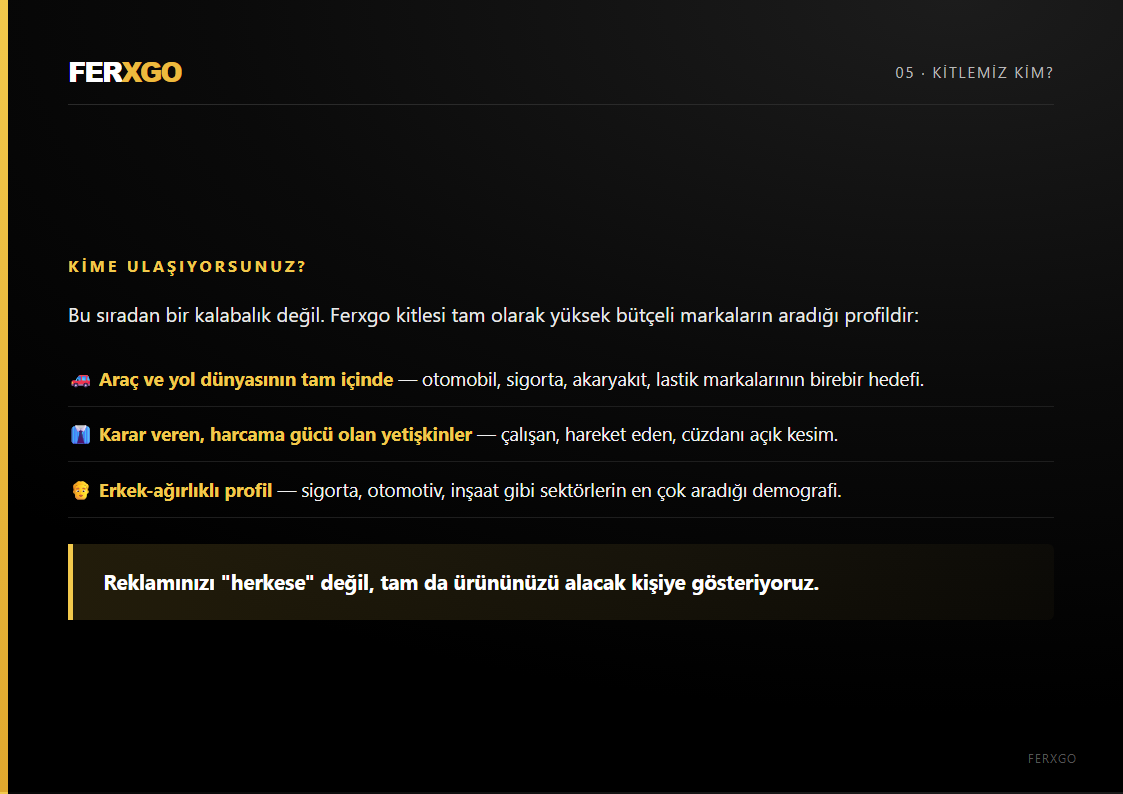 FERXGO
05 · KİTLEMİZ KİM?
KİME ULAŞIYORSUNUZ?
Bu sıradan bir kalabalık değil. Ferxgo kitlesi tam olarak yüksek bütçeli markaların aradığı profildir:
🚗 Araç ve yol dünyasının tam içinde — otomobil, sigorta, akaryakıt, lastik markalarının birebir hedefi.
👔 Karar veren, harcama gücü olan yetişkinler — çalışan, hareket eden, cüzdanı açık kesim.
👨 Erkek-ağırlıklı profil — sigorta, otomotiv, inşaat gibi sektörlerin en çok aradığı demografi.
Reklamınızı "herkese" değil, tam da ürününüzü alacak kişiye gösteriyoruz.
FERXGO